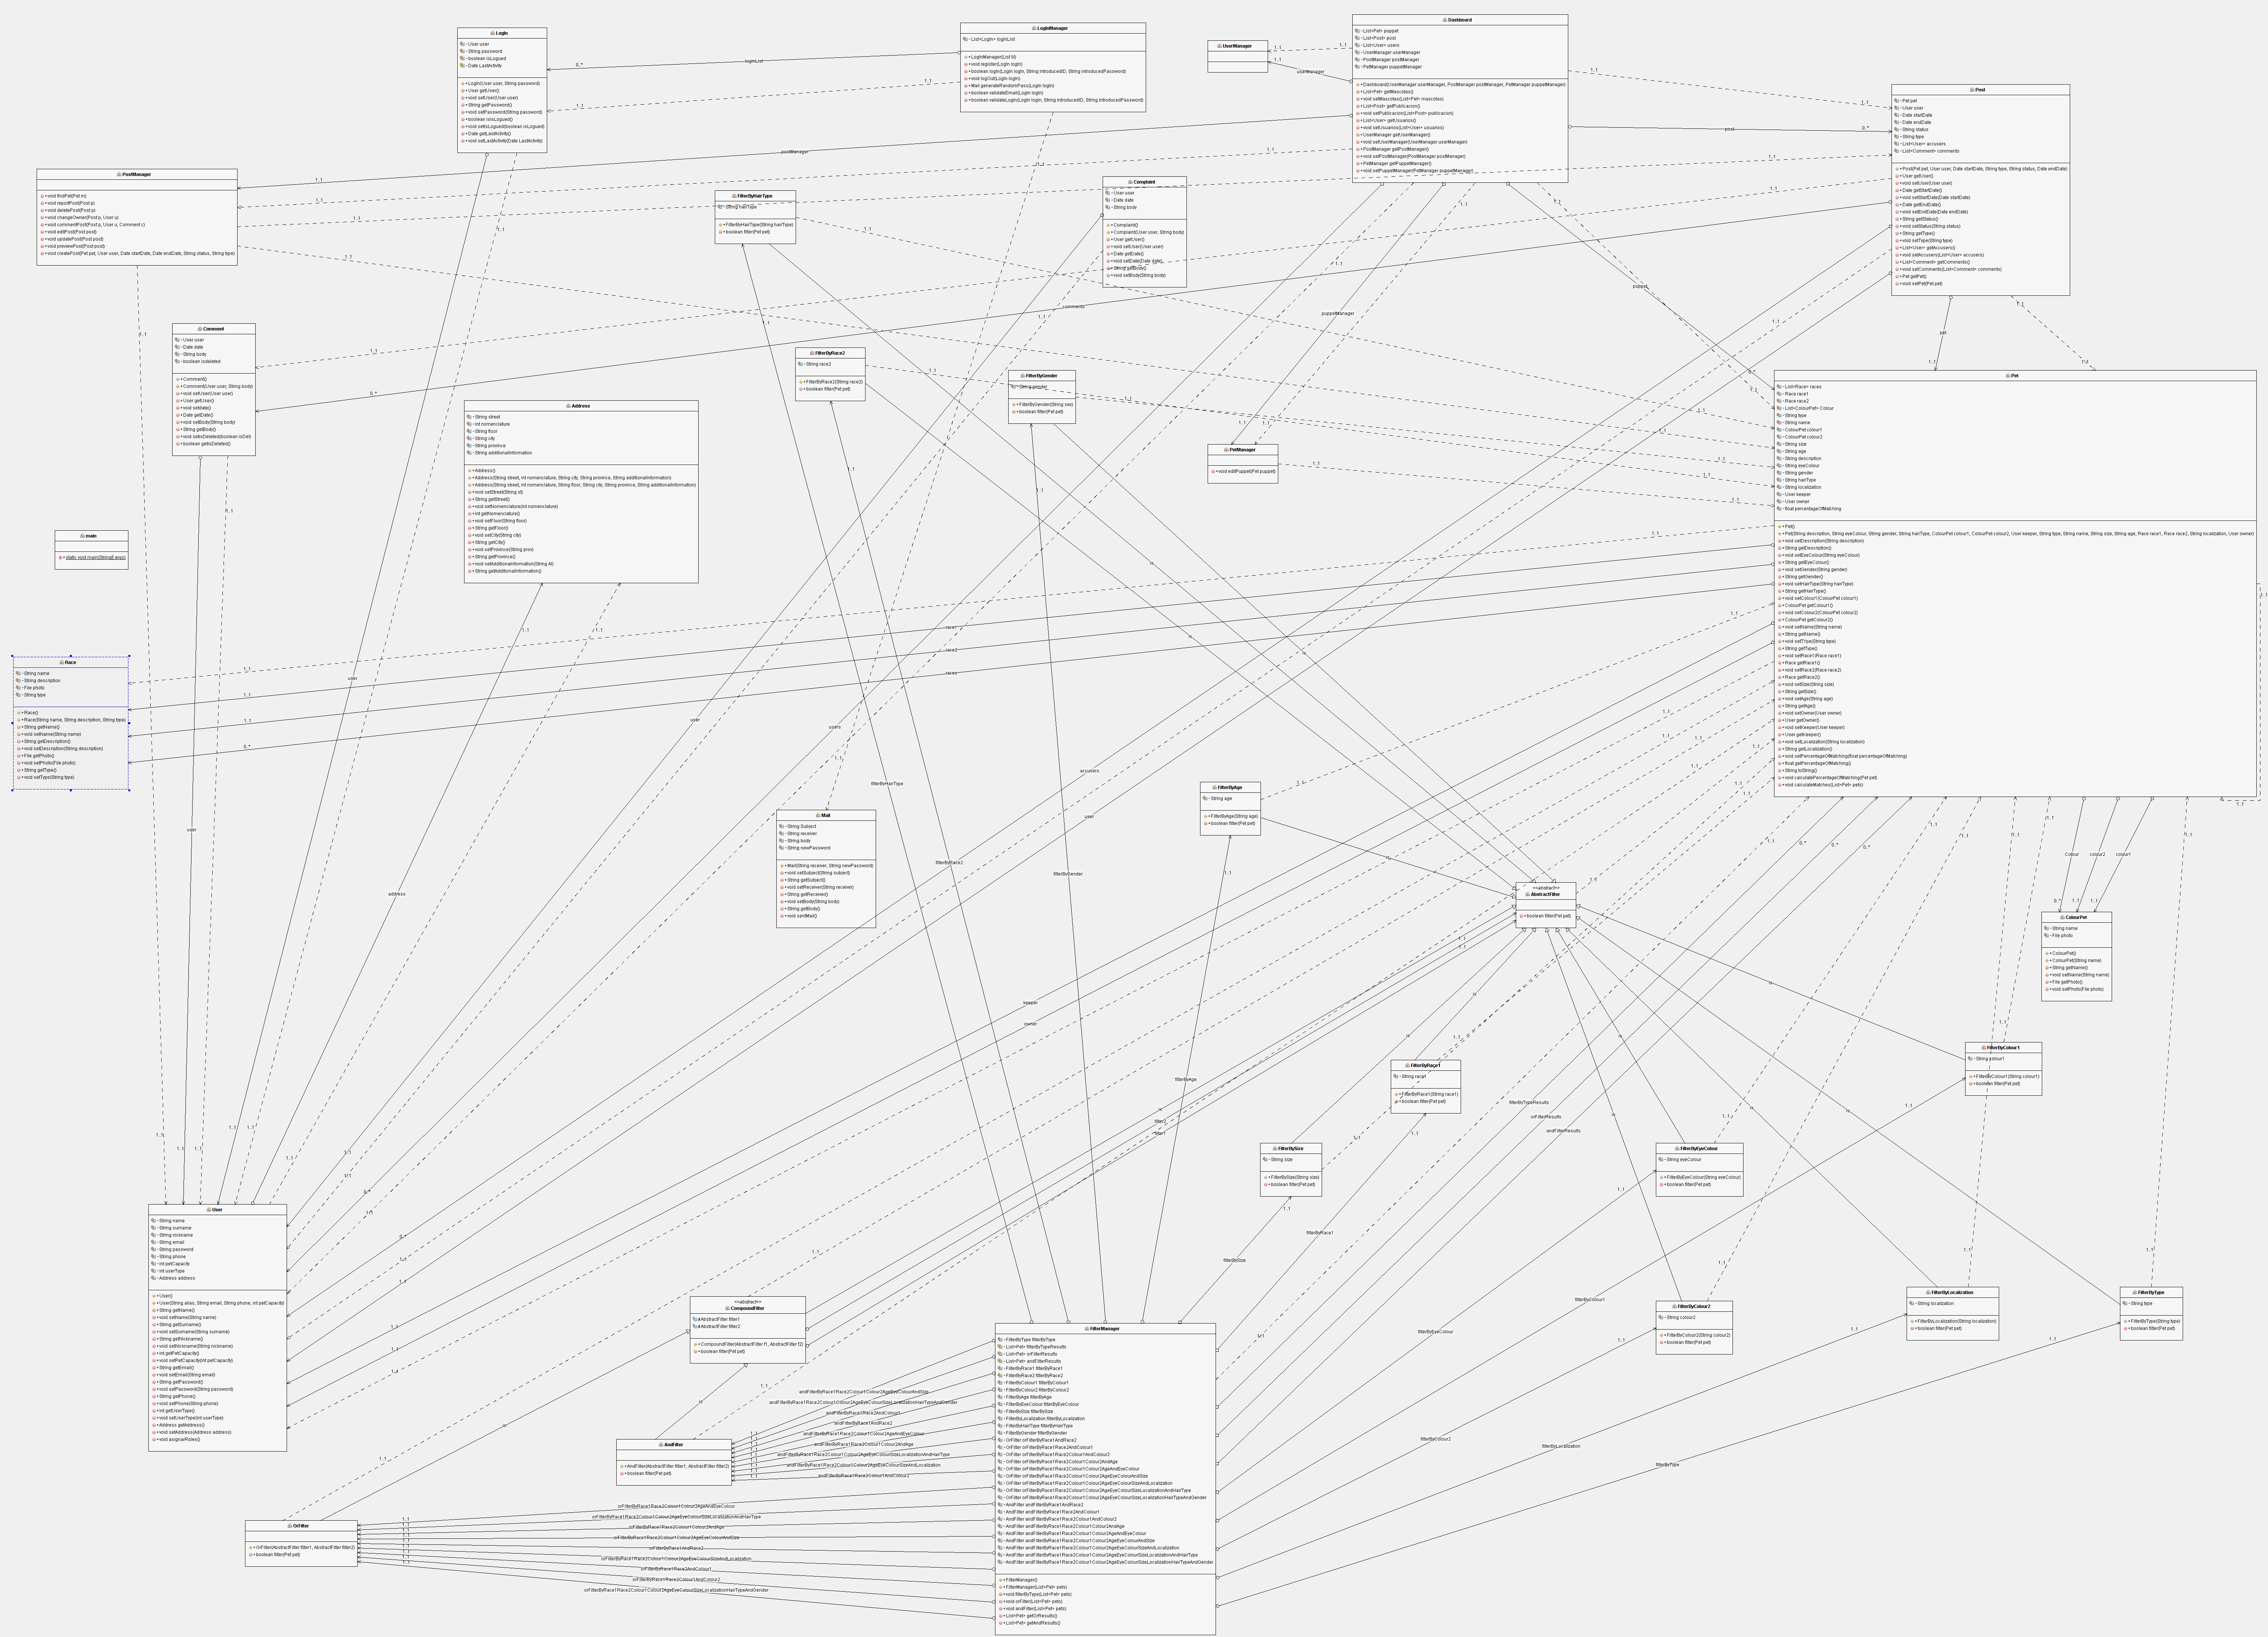 LogIn
- User user
- String password
- boolean isLogued
- Date LastActivity
+ LogIn(User user, String password)
+ User getUser()
+ void setUser(User user)
+ String getPassword()
+ void setPassword(String password)
+ boolean isIsLogued()
+ void setIsLogued(boolean isLogued)
+ Date getLastActivity()
+ void setLastActivity(Date LastActivity)
LogInManager
- List<LogIn> logInList
+ LogInManager(List lil)
+ void register(LogIn login)
+ boolean logIn(LogIn login, String introducedID, String introducedPassword)
+ void logOut(LogIn login)
+ Mail generateRandomPass(LogIn login)
+ boolean validateEmail(LogIn login)
+ boolean validateLogIn(LogIn login, String introducedID, String introducedPassword)
UserManager
Dashboard
- List<Pet> puppet
- List<Post> post
- List<User> users
- UserManager userManager
- PostManager postManager
- PetManager puppetManager
+ Dashboard(UserManager userManager, PostManager postManager, PetManager puppetManager)
+ List<Pet> getMascotas()
+ void setMascotas(List<Pet> mascotas)
+ List<Post> getPublicacion()
+ void setPublicacion(List<Post> publicacion)
+ List<User> getUsuarios()
+ void setUsuarios(List<User> usuarios)
+ UserManager getUserManager()
+ void setUserManager(UserManager userManager)
+ PostManager getPostManager()
+ void setPostManager(PostManager postManager)
+ PetManager getPuppetManager()
+ void setPuppetManager(PetManager puppetManager)
Post
- Pet pet
- User user
- Date startDate
- Date endDate
- String status
- String type
- List<User> accusers
- List<Comment> comments
+ Post(Pet pet, User user, Date startDate, String type, String status, Date endDate)
+ User getUser()
+ void setUser(User user)
+ Date getStartDate()
+ void setStartDate(Date startDate)
+ Date getEndDate()
+ void setEndDate(Date endDate)
+ String getStatus()
+ void setStatus(String status)
+ String getType()
+ void setType(String type)
+ List<User> getAccusers()
+ void setAccusers(List<User> accusers)
+ List<Comment> getComments()
+ void setComments(List<Comment> comments)
+ Pet getPet()
+ void setPet(Pet pet)
PostManager
+ void findPet(Pet m)
+ void reportPost(Post p)
+ void deletePost(Post p)
+ void changeOwner(Post p, User u)
+ void commentPost(Post p, User u, Comment c)
+ void editPost(Post post)
+ void updatePost(Post post)
+ void previewPost(Post post)
+ void createPost(Pet pet, User user, Date startDate, Date endDate, String status, String type)
FilterByHairType
- String hairType
+ FilterByHairType(String hairType)
+ boolean filter(Pet pet)
Complaint
- User user
- Date date
- String body
+ Complaint()
+ Complaint(User user, String body)
+ User getUser()
+ void setUser(User user)
+ Date getDate()
+ void setDate(Date date)
+ String getBody()
+ void setBody(String body)
Comment
- User user
- Date date
- String body
- boolean isdeleted
+ Comment()
+ Comment(User user, String body)
+ void setUser(User user)
+ User getUser()
+ void setdate()
+ Date getDate()
+ void setBody(String body)
+ String getBody()
+ void setIsDeleted(boolean isDel)
+ boolean getIsDeleted()
FilterByRace2
- String race2
+ FilterByRace2(String race2)
+ boolean filter(Pet pet)
FilterByGender
- String gender
+ FilterByGender(String sex)
+ boolean filter(Pet pet)
Address
- String street
- int nomenclature
- String floor
- String city
- String province
- String additionalInformation
+ Address()
+ Address(String street, int nomenclature, String city, String province, String additionalInformation)
+ Address(String street, int nomenclature, String floor, String city, String province, String additionalInformation)
+ void setStreet(String st)
+ String getStreet()
+ void setNomenclature(int nomenclature)
+ int getNomenclature()
+ void setFloor(String floor)
+ String getFloor()
+ void setCity(String city)
+ String getCity()
+ void setProvince(String pron)
+ String getProvince()
+ void setAdditionalInformation(String AI)
+ String getAdditionalInformation()
PetManager
+ void editPuppet(Pet puppet)
Pet
- List<Race> races
- Race race1
- Race race2
- List<ColourPet> Colour
- String type
- String name
- ColourPet colour1
- ColourPet colour2
- String size
- String age
- String description
- String eyeColour
- String gender
- String hairType
- String localization
- User keeper
- User owner
- float percentageOfMatching
+ Pet()
+ Pet(String description, String eyeColour, String gender, String hairType, ColourPet colour1, ColourPet colour2, User keeper, String type, String name, String size, String age, Race race1, Race race2, String localization, User owner)
+ void setDescription(String description)
+ String getDescription()
+ void setEyeColour(String eyeColour)
+ String getEyeColour()
+ void setGender(String gender)
+ String getGender()
+ void setHairType(String hairType)
+ String getHairType()
+ void setColour1(ColourPet colour1)
+ ColourPet getColour1()
+ void setColour2(ColourPet colour2)
+ ColourPet getColour2()
+ void setName(String name)
+ String getName()
+ void setTYpe(String type)
+ String getType()
+ void setRace1(Race race1)
+ Race getRace1()
+ void setRace2(Race race2)
+ Race getRace2()
+ void setSize(String size)
+ String getSize()
+ void setAge(String age)
+ String getAge()
+ void setOwner(User owner)
+ User getOwner()
+ void setKeeper(User keeper)
+ User getKeeper()
+ void setLocalization(String localization)
+ String getLocalization()
+ void setPercentageOfMatching(float percentageOfMatching)
+ float getPercentageOfMatching()
+ String toString()
+ void calculatePercentageOfMatching(Pet pet)
+ void calculateMatches(List<Pet> pets)
main
+ static void main(String[] args)
Race
- String name
- String description
- File photo
- String type
+ Race()
+ Race(String name, String description, String type)
+ String getName()
+ void setName(String name)
+ String getDescription()
+ void setDescription(String description)
+ File getPhoto()
+ void setPhoto(File photo)
+ String getType()
+ void setType(String type)
Mail
- String Subject
- String receiver
- String body
- String newPassword
+ Mail(String receiver, String newPassword)
+ void setSubject(String subject)
+ String getSubject()
+ void setReceiver(String receiver)
+ String getReceiver()
+ void setBody(String body)
+ String getBody()
+ void sentMail()
FilterByAge
- String age
+ FilterByAge(String age)
+ boolean filter(Pet pet)
<<abstract>>
AbstractFilter
+ boolean filter(Pet pet)
ColourPet
- String name
- File photo
+ ColourPet()
+ ColourPet(String name)
+ String getName()
+ void setName(String name)
+ File getPhoto()
+ void setPhoto(File photo)
FilterByColour1
- String colour1
+ FilterByColour1(String colour1)
+ boolean filter(Pet pet)
FilterByRace1
- String race1
+ FilterByRace1(String race1)
+ boolean filter(Pet pet)
FilterBySize
- String size
+ FilterBySize(String size)
+ boolean filter(Pet pet)
FilterByEyeColour
- String eyeColour
+ FilterByEyeColour(String eyeColour)
+ boolean filter(Pet pet)
User
- String name
- String surname
- String nickname
- String email
- String password
- String phone
- int petCapacity
- int userType
- Address address
+ User()
+ User(String alias, String email, String phone, int petCapacity)
+ String getName()
+ void setName(String name)
+ String getSurname()
+ void setSurname(String surname)
+ String getNickname()
+ void setNickname(String nickname)
+ int getPetCapacity()
+ void setPetCapacity(int petCapacity)
+ String getEmail()
+ void setEmail(String email)
+ String getPassword()
+ void setPassword(String password)
+ String getPhone()
+ void setPhone(String phone)
+ int getUserType()
+ void setUserType(int userType)
+ Address getAddress()
+ void setAddress(Address address)
+ void asignarRoles()
<<abstract>>
CompoundFilter
# AbstractFilter filter1
# AbstractFilter filter2
+ CompoundFilter(AbstractFilter f1, AbstractFilter f2)
+ boolean filter(Pet pet)
FilterByColour2
- String colour2
+ FilterByColour2(String colour2)
+ boolean filter(Pet pet)
FilterByLocalization
- String localization
+ FilterByLocalization(String localization)
+ boolean filter(Pet pet)
FilterByType
- String type
+ FilterByType(String type)
+ boolean filter(Pet pet)
FilterManager
- FilterByType filterByType
- List<Pet> filterByTypeResults
- List<Pet> orFilterResults
- List<Pet> andFilterResults
- FilterByRace1 filterByRace1
- FilterByRace2 filterByRace2
- FilterByColour1 filterByColour1
- FilterByColour2 filterByColour2
- FilterByAge filterByAge
- FilterByEyeColour filterByEyeColour
- FilterBySize filterBySize
- FilterByLocalization filterByLocalization
- FilterByHairType filterByHairType
- FilterByGender filterByGender
- OrFilter orFilterByRace1AndRace2
- OrFilter orFilterByRace1Race2AndColour1
- OrFilter orFilterByRace1Race2Colour1AndColour2
- OrFilter orFilterByRace1Race2Colour1Colour2AndAge
- OrFilter orFilterByRace1Race2Colour1Colour2AgeAndEyeColour
- OrFilter orFilterByRace1Race2Colour1Colour2AgeEyeColourAndSize
- OrFilter orFilterByRace1Race2Colour1Colour2AgeEyeColourSizeAndLocalization
- OrFilter orFilterByRace1Race2Colour1Colour2AgeEyeColourSizeLocalizationAndHairType
- OrFilter orFilterByRace1Race2Colour1Colour2AgeEyeColourSizeLocalizationHairTypeAndGender
- AndFilter andFilterByRace1AndRace2
- AndFilter andFilterByRace1Race2AndColour1
- AndFilter andFilterByRace1Race2Colour1AndColour2
- AndFilter andFilterByRace1Race2Colour1Colour2AndAge
- AndFilter andFilterByRace1Race2Colour1Colour2AgeAndEyeColour
- AndFilter andFilterByRace1Race2Colour1Colour2AgeEyeColourAndSize
- AndFilter andFilterByRace1Race2Colour1Colour2AgeEyeColourSizeAndLocalization
- AndFilter andFilterByRace1Race2Colour1Colour2AgeEyeColourSizeLocalizationAndHairType
- AndFilter andFilterByRace1Race2Colour1Colour2AgeEyeColourSizeLocalizationHairTypeAndGender
+ FilterManager()
+ FilterManager(List<Pet> pets)
+ void filterByType(List<Pet> pets)
+ void orFilter(List<Pet> pets)
+ void andFilter(List<Pet> pets)
+ List<Pet> getOrResults()
+ List<Pet> getAndResults()
AndFilter
+ AndFilter(AbstractFilter filter1, AbstractFilter filter2)
+ boolean filter(Pet pet)
OrFilter
+ OrFilter(AbstractFilter filter1, AbstractFilter filter2)
+ boolean filter(Pet pet)
logInList
userManager
postManager
post
puppet
puppetManager
comments
pet
race1
race2
races
user
users
accusers
address
keeper
owner
Colour
colour2
colour1
filterByHairType
filterByRace2
filterByGender
filterByAge
filter2
filter1
filterBySize
filterByRace1
filterByTypeResults
orFilterResults
andFilterResults
filterByEyeColour
filterByColour1
filterByColour2
filterByLocalization
filterByType
andFilterByRace1Race2Colour1Colour2AgeEyeColourAndSize
andFilterByRace1Race2Colour1Colour2AgeEyeColourSizeLocalizationHairTypeAndGender
andFilterByRace1Race2AndColour1
andFilterByRace1AndRace2
andFilterByRace1Race2Colour1Colour2AgeAndEyeColour
andFilterByRace1Race2Colour1Colour2AndAge
andFilterByRace1Race2Colour1Colour2AgeEyeColourSizeLocalizationAndHairType
andFilterByRace1Race2Colour1Colour2AgeEyeColourSizeAndLocalization
andFilterByRace1Race2Colour1AndColour2
orFilterByRace1Race2Colour1Colour2AgeAndEyeColour
orFilterByRace1Race2Colour1Colour2AgeEyeColourSizeLocalizationAndHairType
orFilterByRace1Race2Colour1Colour2AndAge
orFilterByRace1Race2Colour1Colour2AgeEyeColourAndSize
orFilterByRace1AndRace2
orFilterByRace1Race2Colour1Colour2AgeEyeColourSizeAndLocalization
orFilterByRace1Race2AndColour1
orFilterByRace1Race2Colour1AndColour2
orFilterByRace1Race2Colour1Colour2AgeEyeColourSizeLocalizationHairTypeAndGender